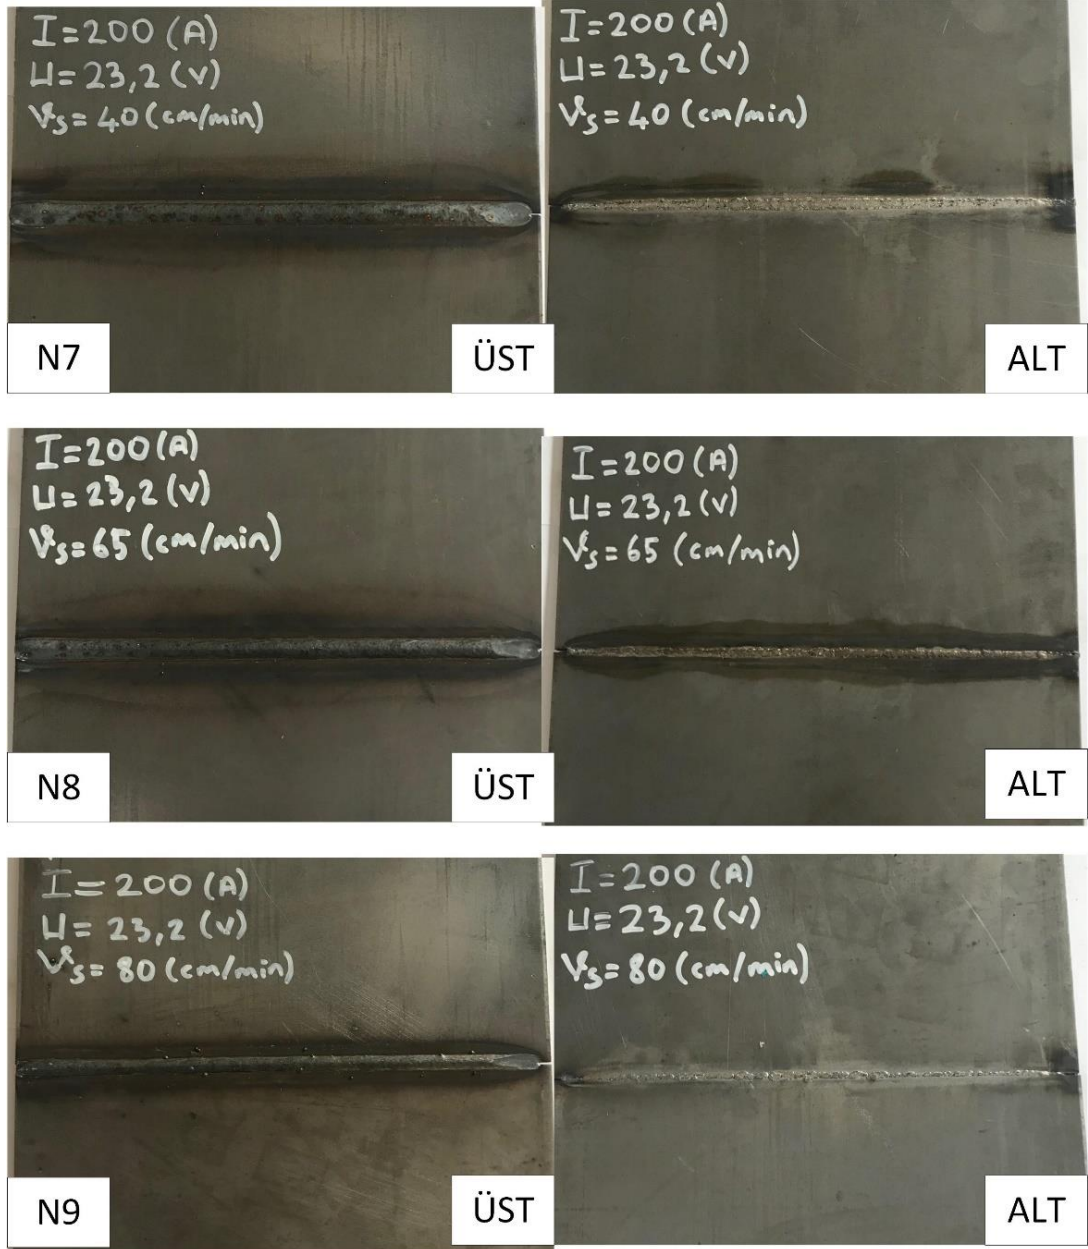 I=200 (A)
U=23,2 (V)
Vs=40 (cm/min)
N7
ÜST
I=200 (A)
U=23,2 (V)
Vs=40 (cm/min)
ALT
I=200 (A)
U=23,2 (V)
Vs=65 (cm/min)
N8
ÜST
I=200 (A)
U=23,2 (V)
Vs=65 (cm/min)
ALT
I=200 (A)
U=23,2 (V)
Vs=80 (cm/min)
N9
ÜST
I=200 (A)
U=23,2 (V)
Vs=80 (cm/min)
ALT